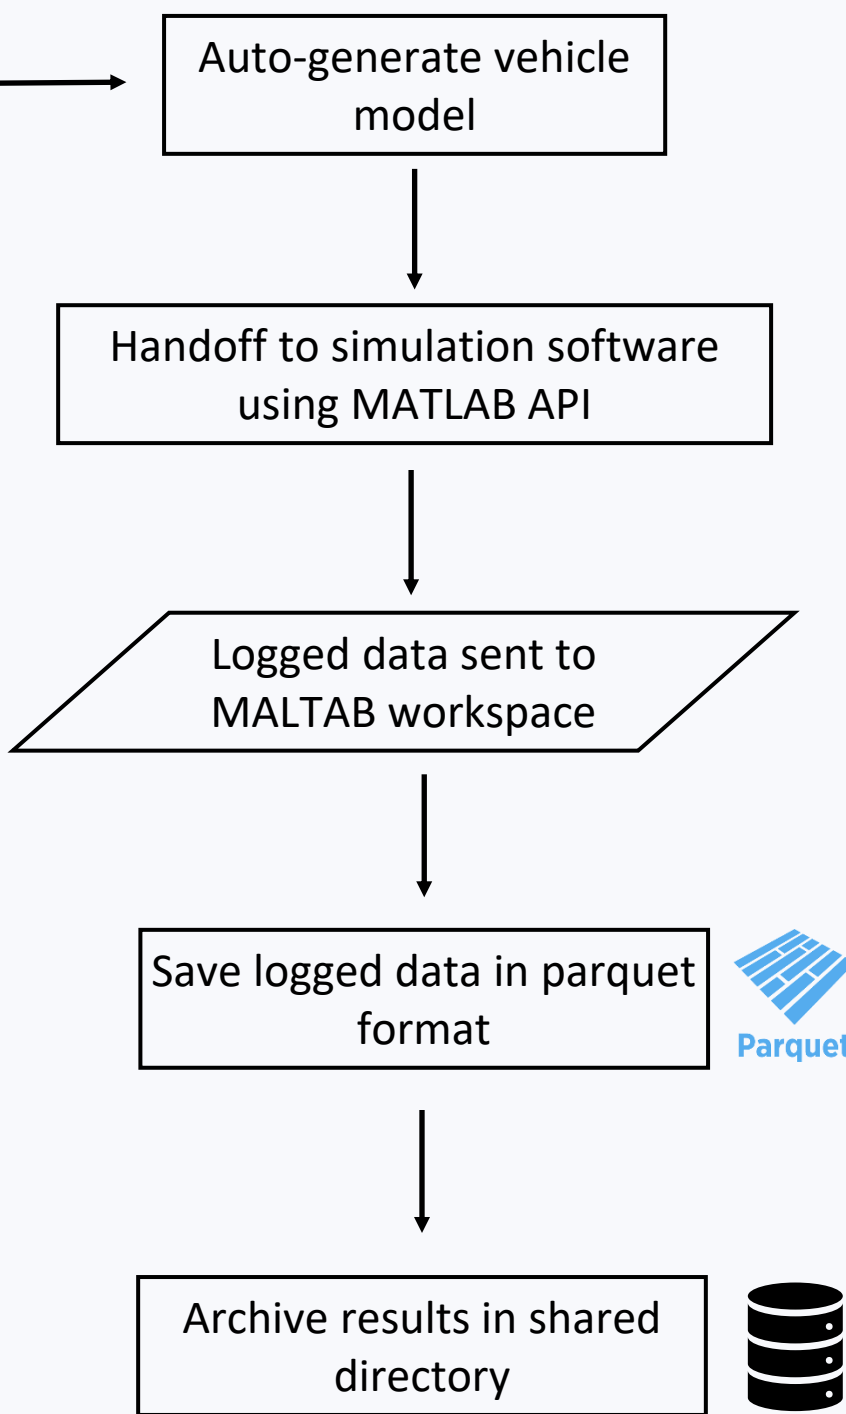 Auto-generate vehicle
model
Handoff to simulation software
using MATLAB API
Logged data sent to
MALTAB workspace
Save logged data in parquet
format
Parquet
Archive results in shared
directory